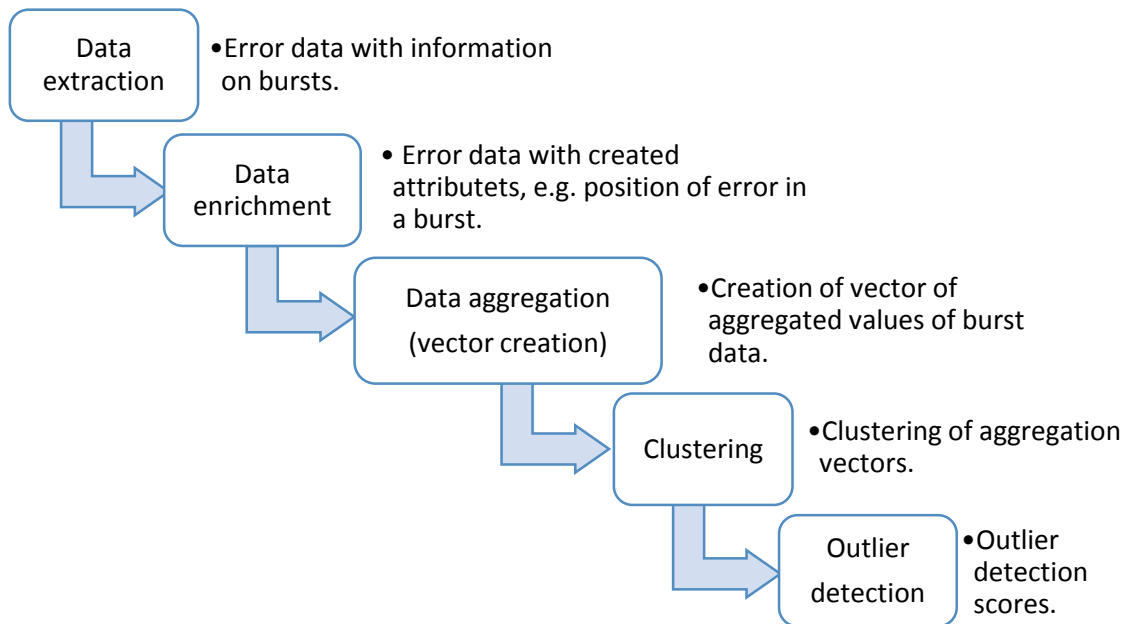 Data
extraction
•Error data with information
on bursts.
Data
enrichment
• Error data with created
attributets, e.g. position of error in
a burst.
Data aggregation
(vector creation)
•Creation of vector of
aggregated values of burst
data.
Clustering
•Clustering of aggregation
vectors.
Outlier
detection
•Outlier
detection
scores.